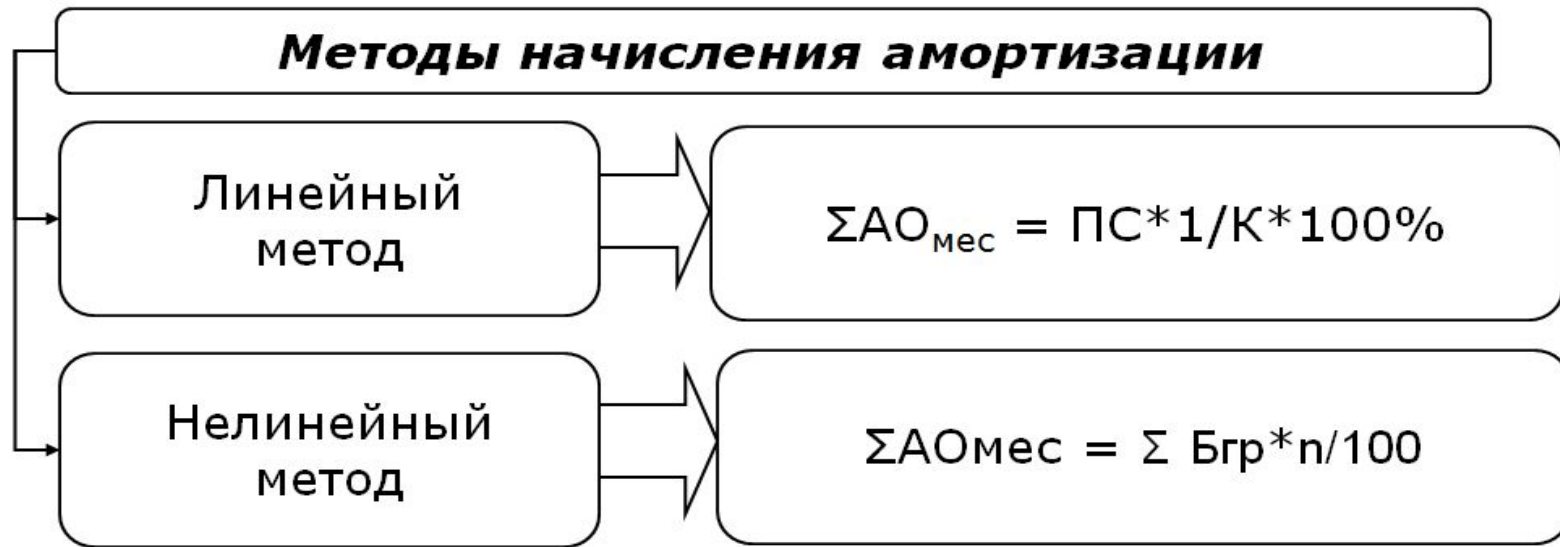 Методы начисления амортизации
Линейный
метод
ΣАОмес = ПС*1/К*100%
Нелинейный
метод
ΣАОмес = Σ Бгр*n/100